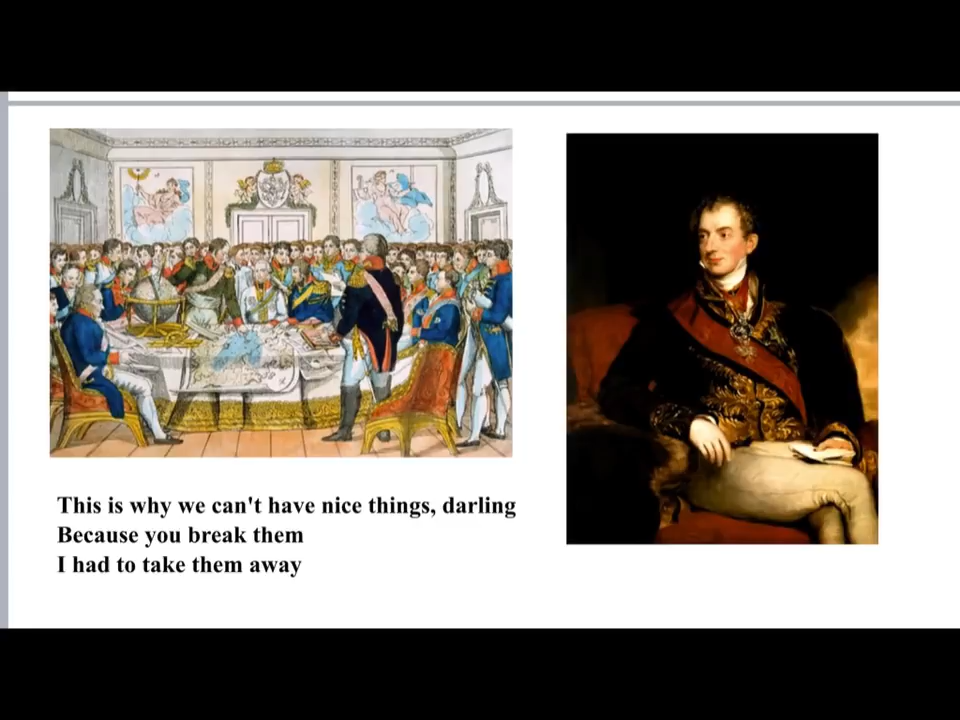 This is why we can't have nice things, darling
Because you break them
I had to take them away